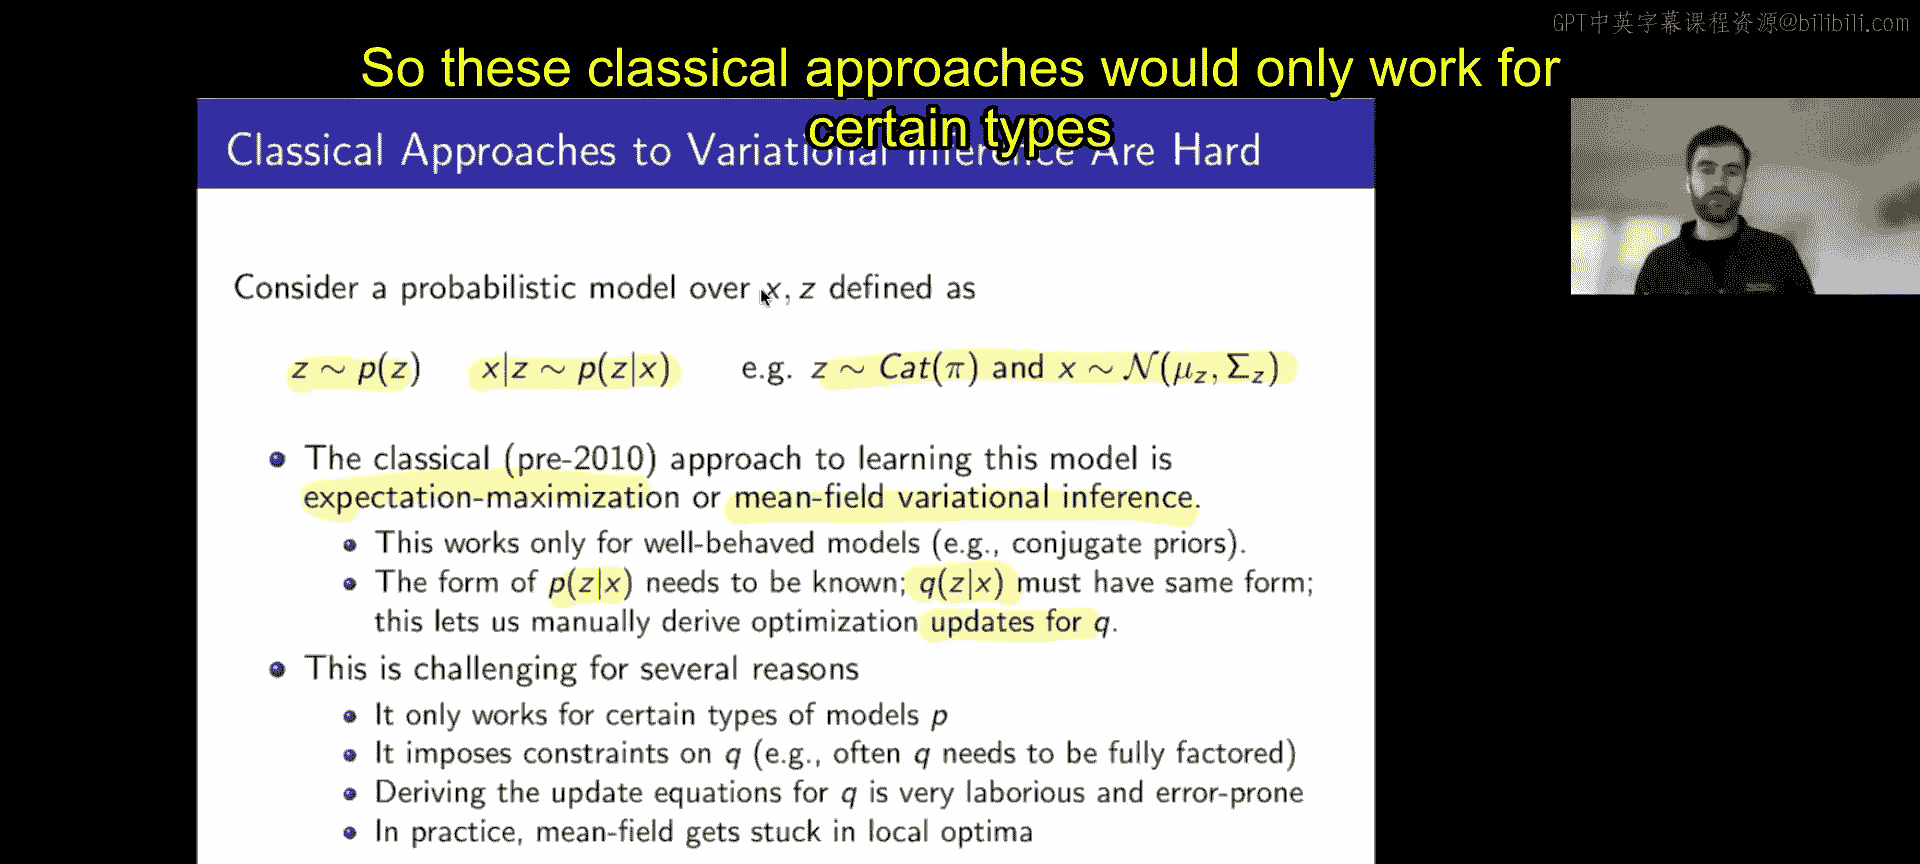 GPT中英字幕课程资源@bilibili.com
So these classical approaches would only work for
certain types
Classical Approaches to Variational Inference Are Hard
Consider a probabilistic model over x, z defined as
z ∼ p(z) x|z ∼ p(z|x) e.g. z ∼ Cat(π) and x ∼ 𝒩(μ_z, Σ_z)
The classical (pre-2010) approach to learning this model is
expectation-maximization or mean-field variational inference.
This works only for well-behaved models (e.g., conjugate priors).
The form of p(z|x) needs to be known; q(z|x) must have same form;
this lets us manually derive optimization updates for q.
This is challenging for several reasons
It only works for certain types of models p
It imposes constraints on q (e.g., often q needs to be fully factored)
Deriving the update equations for q is very laborious and error-prone
In practice, mean-field gets stuck in local optima